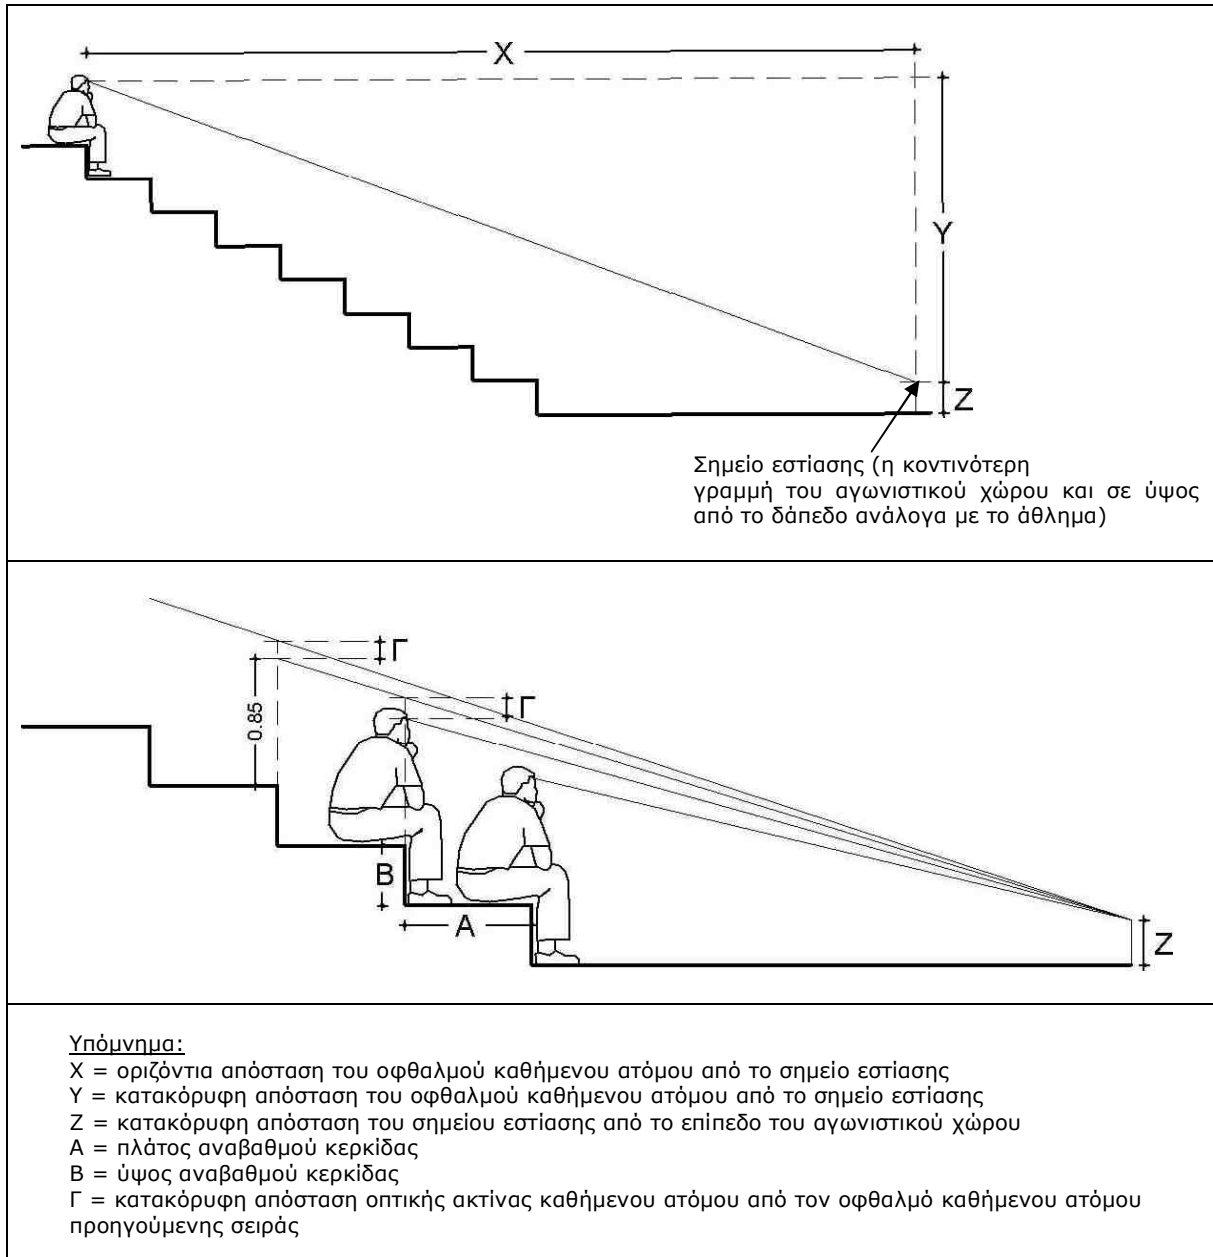 X
Y
Z
Σημείο εστίασης (η κοντινότερη
γραμμή του αγωνιστικού χώρου και σε ύψος
από το δάπεδο ανάλογα με το άθλημα)
Γ
Γ
0.85
B
A
Z
Υπόμνημα:
Χ = οριζόντια απόσταση του οφθαλμού καθήμενου ατόμου από το σημείο εστίασης
Υ = κατακόρυφη απόσταση του οφθαλμού καθήμενου ατόμου από το σημείο εστίασης
Ζ = κατακόρυφη απόσταση του σημείου εστίασης από το επίπεδο του αγωνιστικού χώρου
Α = πλάτος αναβαθμού κερκίδας
Β = ύψος αναβαθμού κερκίδας
Γ = κατακόρυφη απόσταση οπτικής ακτίνας καθήμενου ατόμου από τον οφθαλμό καθήμενου ατόμου
προηγούμενης σειράς